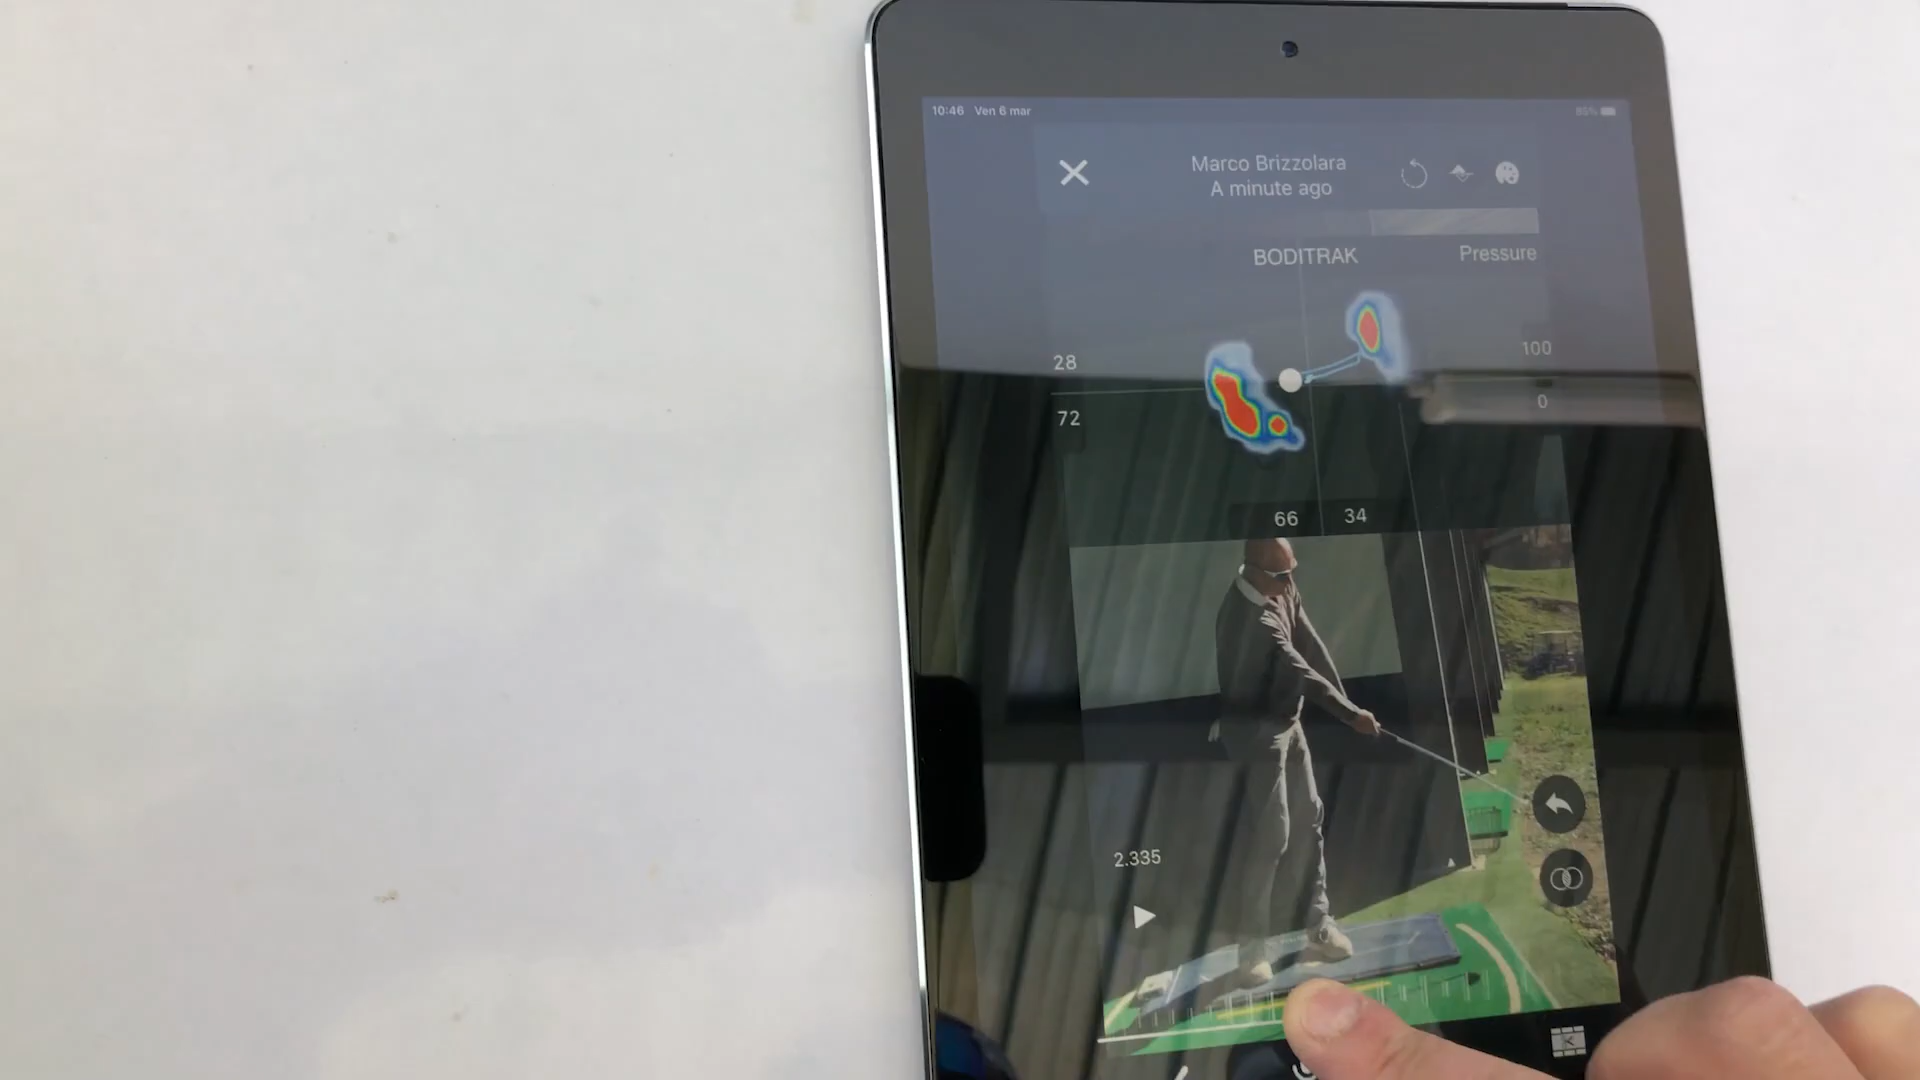 10:46 Ven 6 mar 85%
Marco Brizzolara
A minute ago
BODITRAK Pressure
28 100
72 0
66 34
2.335